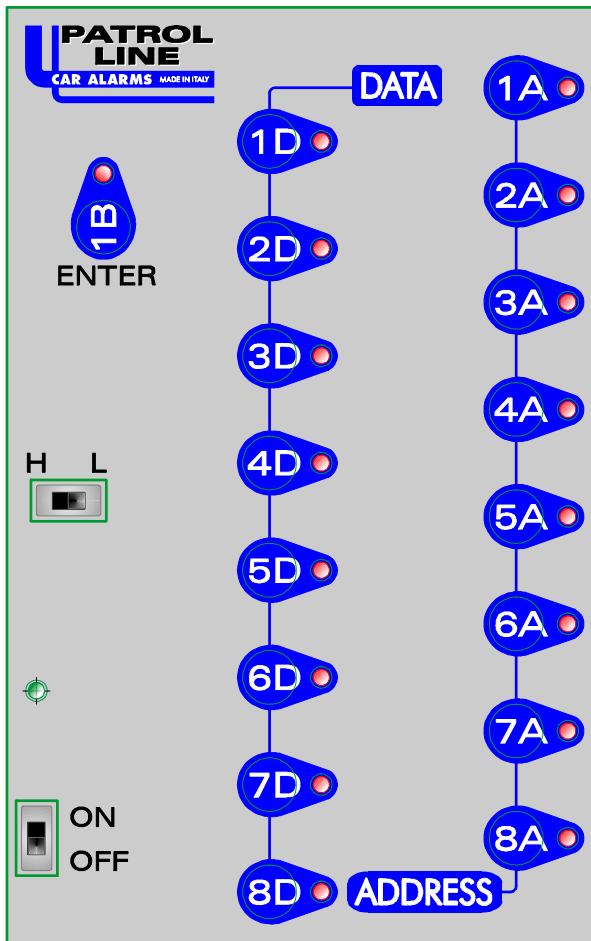 PATROL
LINE
CAR ALARMS MADE IN ITALY
1B
ENTER
H L
ON
OFF
DATA
1D
2D
3D
4D
5D
6D
7D
8D
1A
2A
3A
4A
5A
6A
7A
8A
ADDRESS